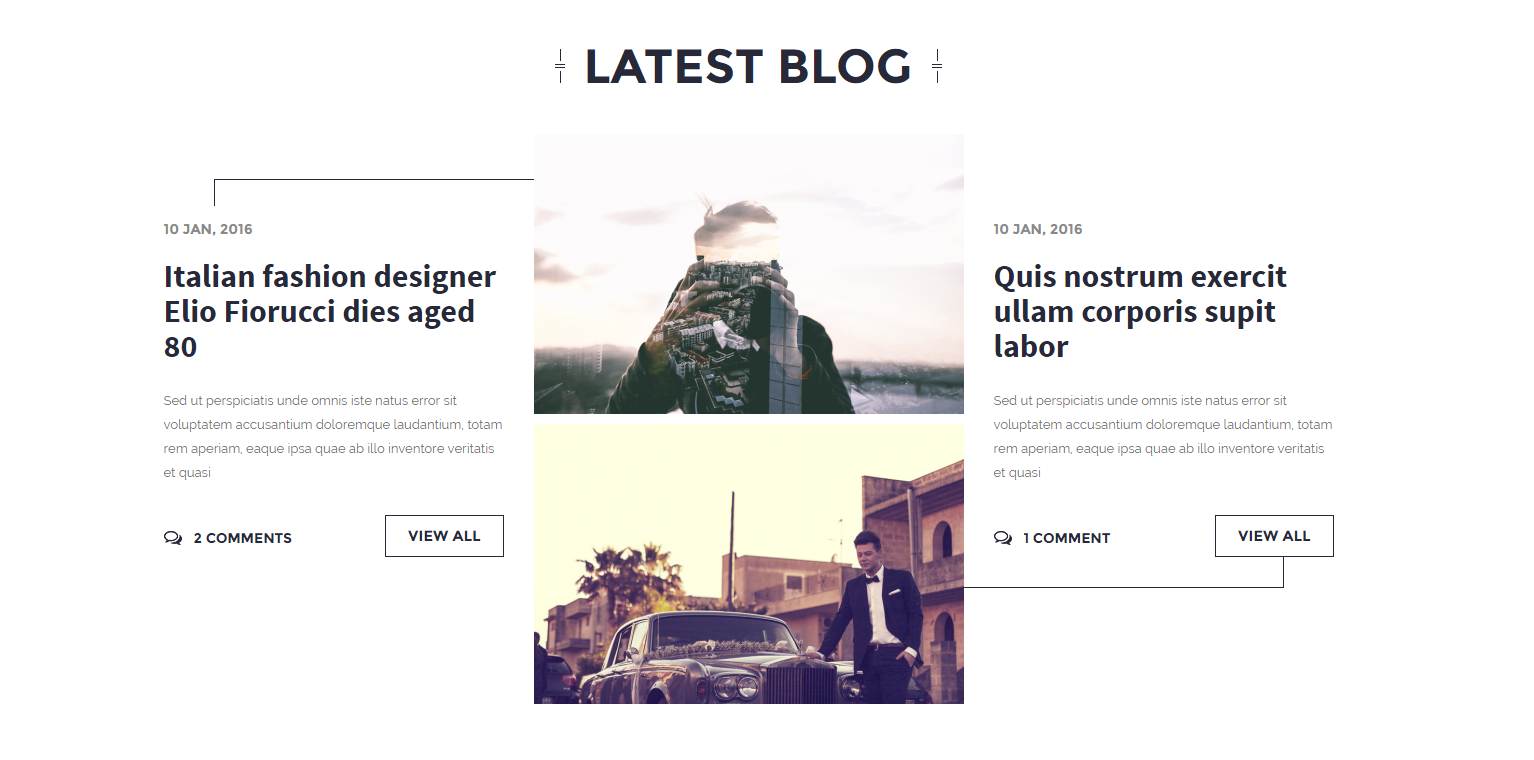 LATEST BLOG
10 JAN, 2016
Italian fashion designer
Elio Fiorucci dies aged
80
Sed ut perspiciatis unde omnis iste natus error sit
voluptatem accusantium doloremque laudantium, totam
rem aperiam, eaque ipsa quae ab illo inventore veritatis
et quasi
2 COMMENTS
VIEW ALL
10 JAN, 2016
Quis nostrum exercit
ullam corporis supit
labor
Sed ut perspiciatis unde omnis iste natus error sit
voluptatem accusantium doloremque laudantium, totam
rem aperiam, eaque ipsa quae ab illo inventore veritatis
et quasi
1 COMMENT
VIEW ALL